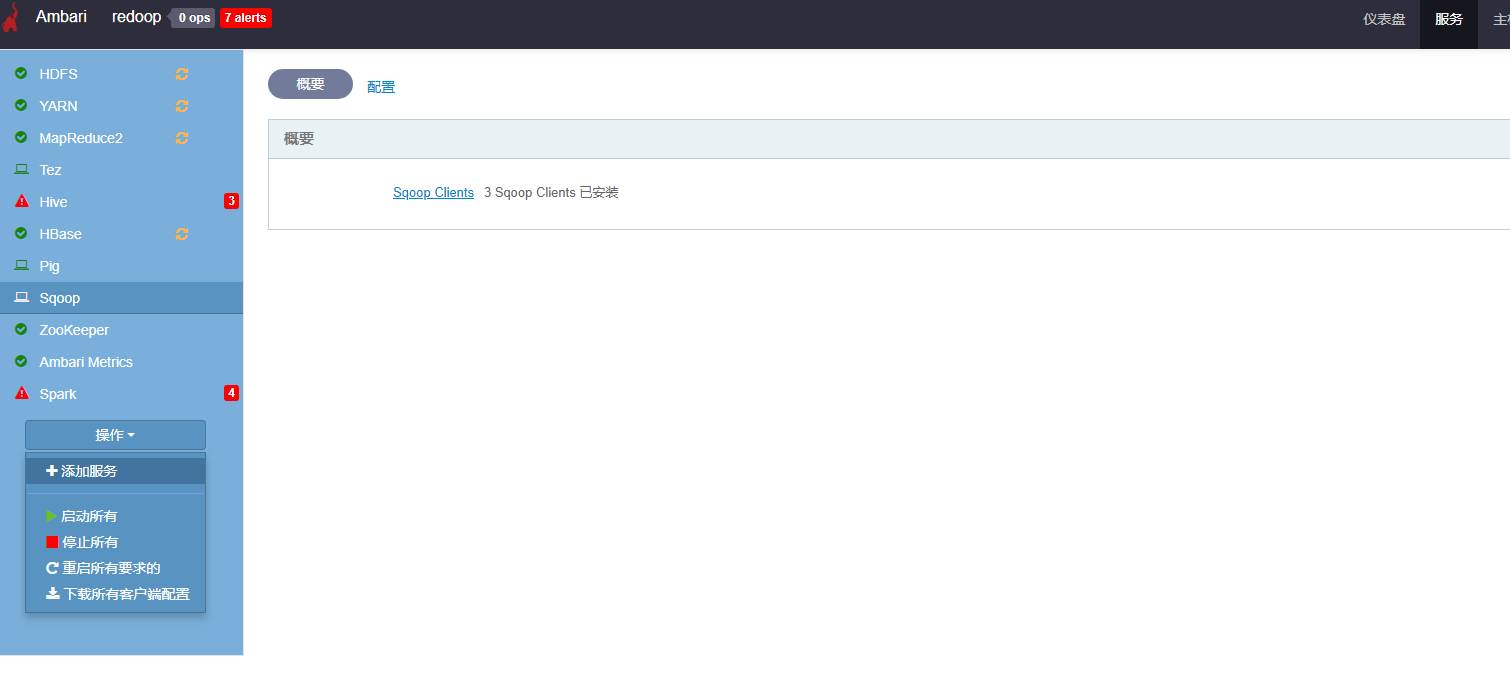 Ambari redoop 0 ops 7 alerts 仪表盘 服务 主
HDFS
YARN
MapReduce2
Tez
Hive 3
HBase
Pig
Sqoop
ZooKeeper
Ambari Metrics
Spark 4
操作
添加服务
启动所有
停止所有
重启所有要求的
下载所有客户端配置
概要 配置
概要
Sqoop Clients 3 Sqoop Clients 已安装